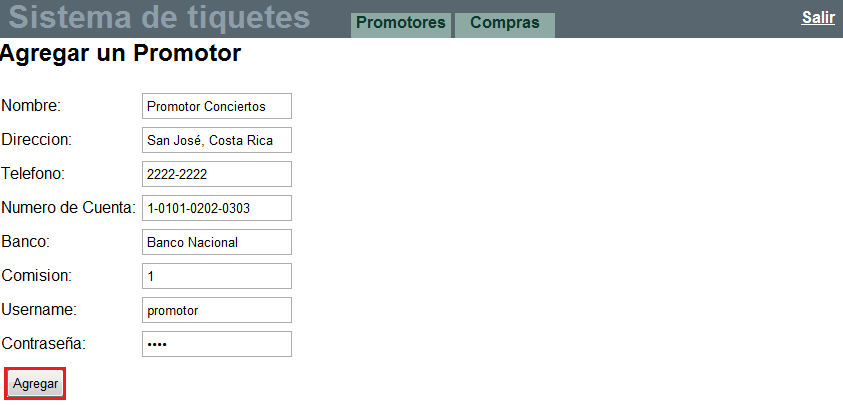 Sistema de tiquetes
Promotores
Compras
Salir
Agregar un Promotor
Nombre: Promotor Conciertos
Direccion: San José, Costa Rica
Telefono: 2222-2222
Numero de Cuenta: 1-0101-0202-0303
Banco: Banco Nacional
Comision: 1
Username: promotor
Contraseña: ••••
Agregar